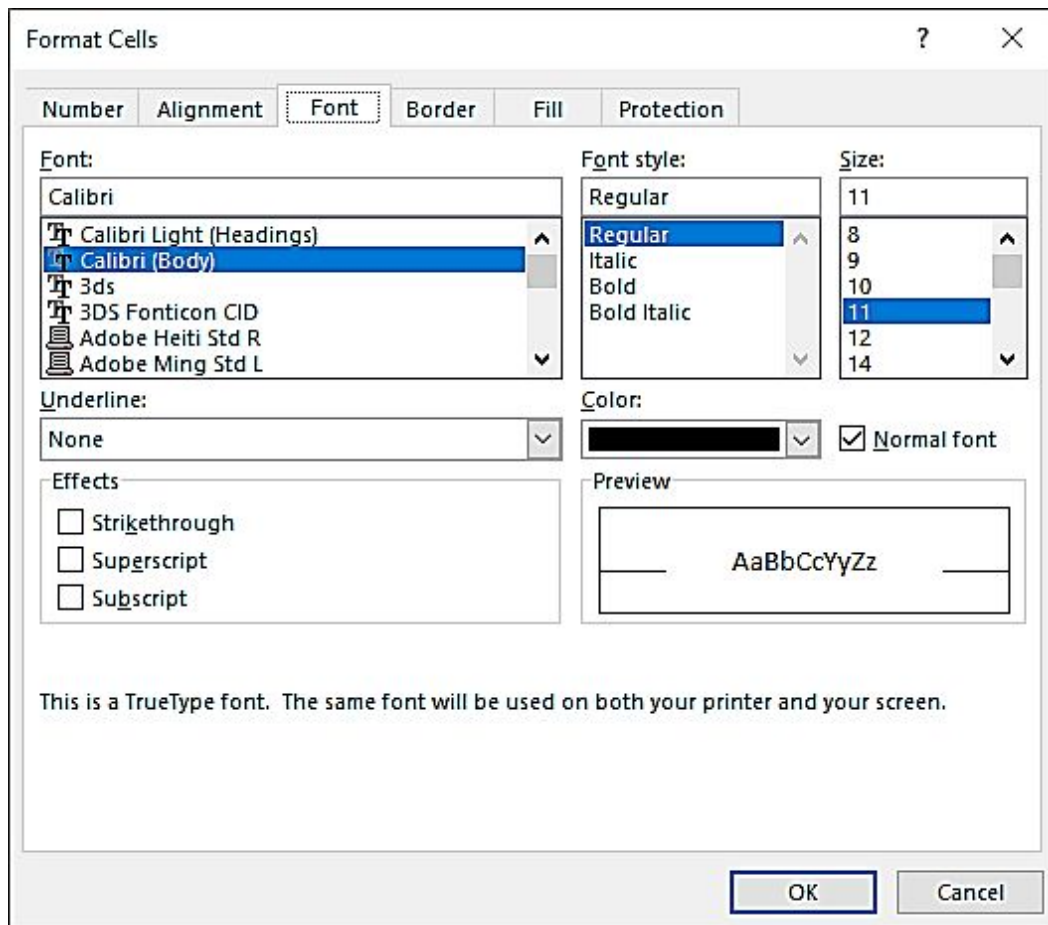 Format Cells
?
Number Alignment Font Border Fill Protection
Font: Font style: Size:
Calibri Regular 11
Calibri Light (Headings) Regular 8
Calibri (Body) Italic 9
3ds Bold 10
3DS Fonticon CID Bold Italic 11
Adobe Heiti Std R 12
Adobe Ming Std L 14
Underline: Color:
None Normal font
Effects Preview
Strikethrough
Superscript AaBbCcYyZz
Subscript
This is a TrueType font. The same font will be used on both your printer and your screen.
OK Cancel